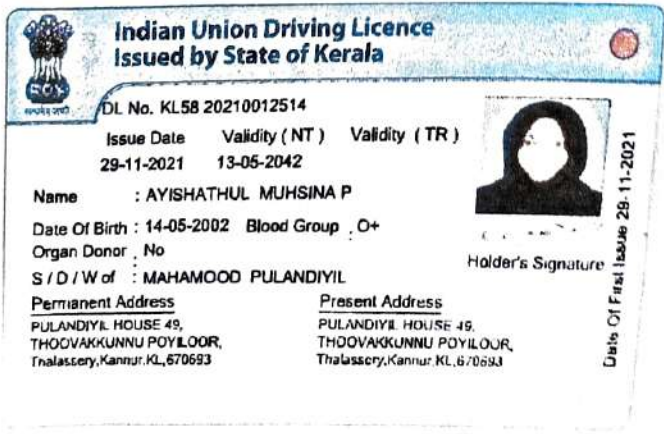 Indian Union Driving Licence
Issued by State of Kerala
सत्यमेव जयते
DL No. KL58 20210012514
Issue Date Validity ( NT ) Validity ( TR )
29-11-2021 13-05-2042
Name : AYISHATHUL MUHSINA P
Date Of Birth : 14-05-2002 Blood Group : O+
Organ Donor : No
S / D / W of : MAHAMOOD PULANDIYIL
Holder's Signature
Date Of First Issue 29-11-2021
Permanent Address
PULANDIYIL HOUSE 49,
THOOVAKKUNNU POYILOOR,
Thalassery,Kannur,KL,670693
Present Address
PULANDIYIL HOUSE 49,
THOOVAKKUNNU POYILOOR,
Thalassery,Kannur,KL,670693